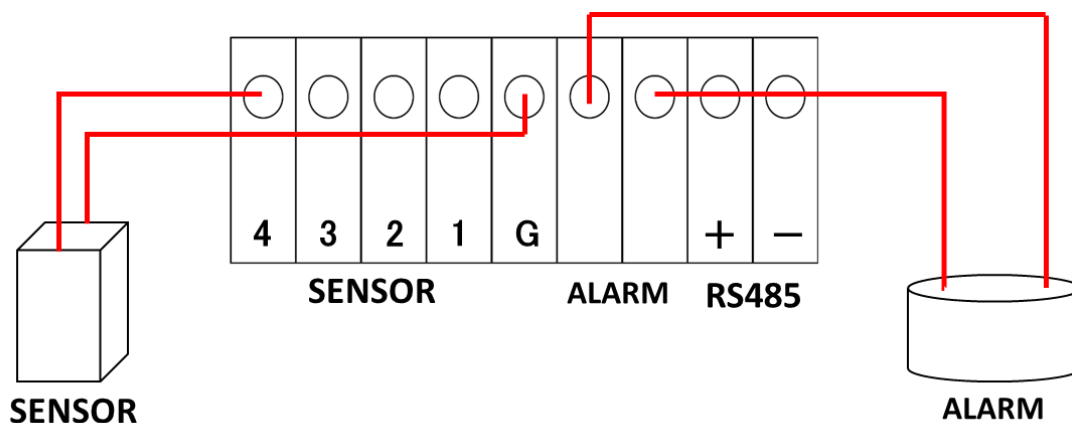 4 3 2 1 G + −
SENSOR ALARM RS485
SENSOR ALARM